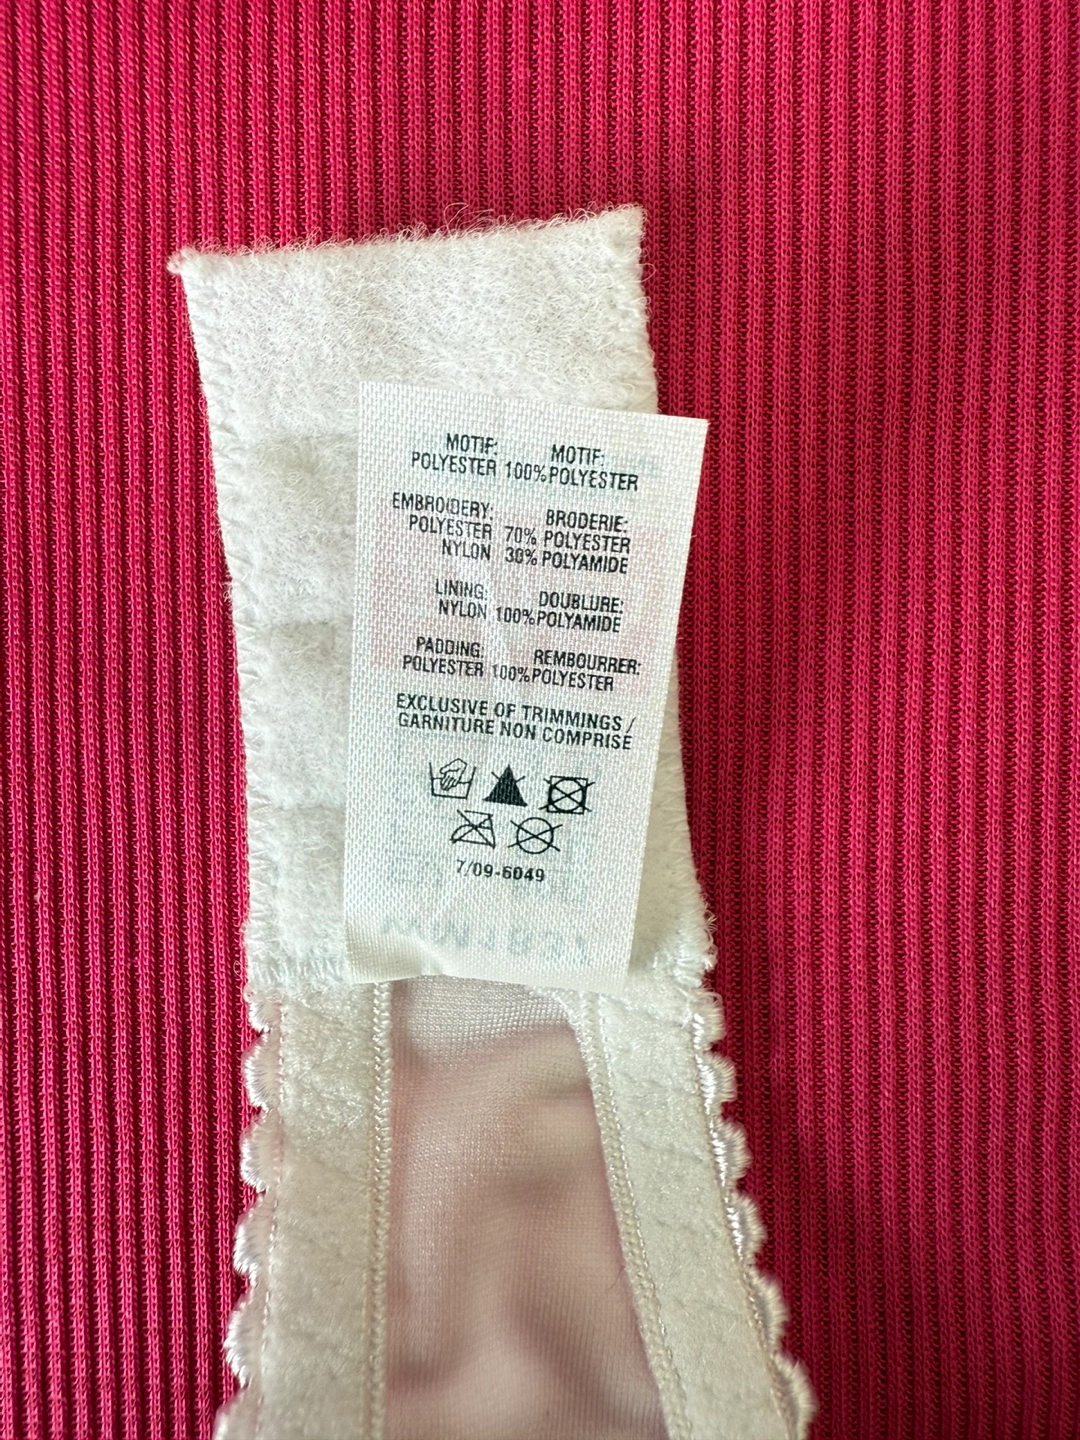 MOTIF: MOTIF:
POLYESTER 100% POLYESTER
EMBROIDERY: BRODERIE:
POLYESTER 70% POLYESTER
NYLON 30% POLYAMIDE
LINING: DOUBLURE:
NYLON 100% POLYAMIDE
PADDING: REMBOURRER:
POLYESTER 100% POLYESTER
EXCLUSIVE OF TRIMMINGS /
GARNITURE NON COMPRISE
7/09-6049